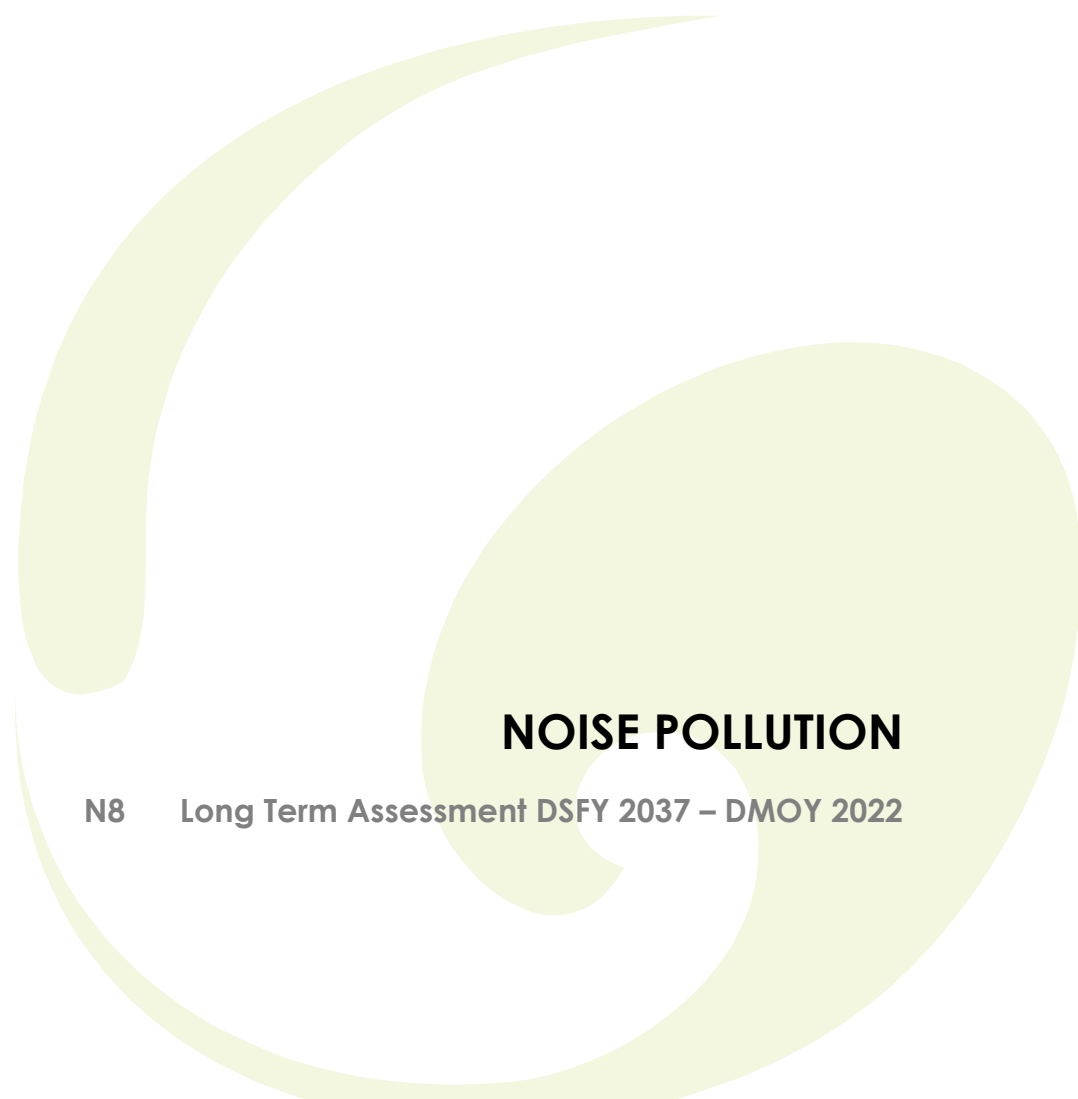 NOISE POLLUTION
N8 Long Term Assessment DSFY 2037 – DMOY 2022